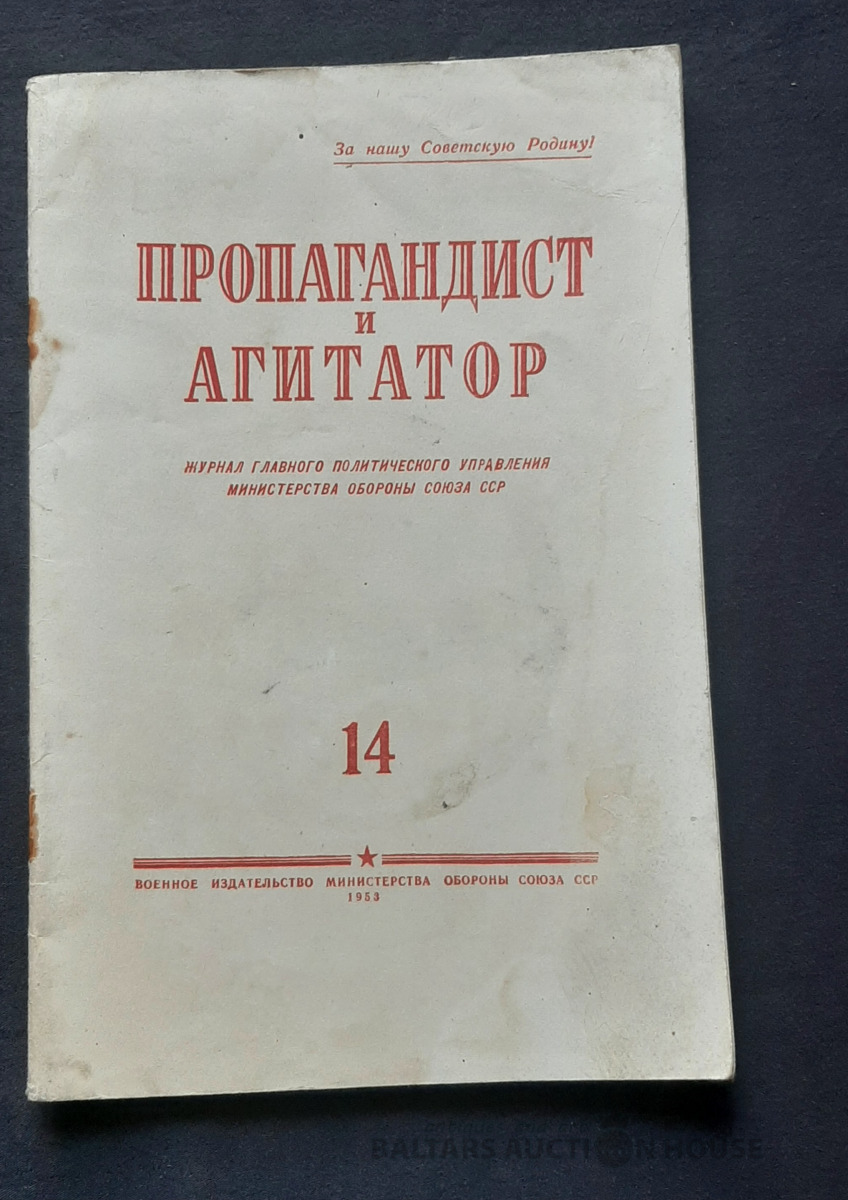 За нашу Советскую Родину!
ПРОПАГАНДИСТ
и
АГИТАТОР
ЖУРНАЛ ГЛАВНОГО ПОЛИТИЧЕСКОГО УПРАВЛЕНИЯ
МИНИСТЕРСТВА ОБОРОНЫ СОЮЗА ССР
14
ВОЕННОЕ ИЗДАТЕЛЬСТВО МИНИСТЕРСТВА ОБОРОНЫ СОЮЗА ССР
1953
BALTARS AUCTION HOUSE